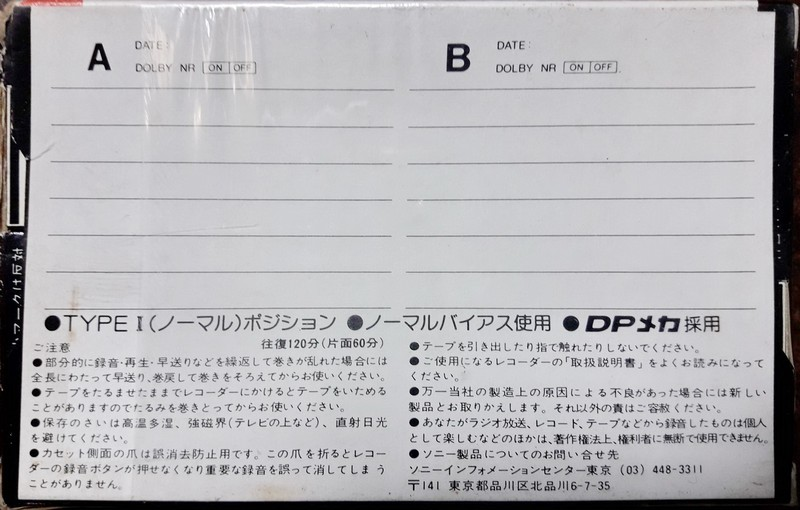 A
DATE:
DOLBY NR ON OFF
B
DATE:
DOLBY NR ON OFF
●TYPE I(ノーマル)ポジション ●ノーマルバイアス使用 ●DPメカ採用
ご注意 往復120分(片面60分)
●部分的に録音・再生・早送りなどを繰返して巻きが乱れた場合には
全長にわたって早送り、巻戻して巻きをそろえてからお使いください。
●テープをたるませたままでレコーダーにかけるとテープをいためる
ことがありますのでたるみを巻きとってからお使いください。
●保存のさいは高温多湿、強磁界(テレビの上など)、直射日光
を避けてください。
●カセット側面の爪は誤消去防止用です。この爪を折るとレコー
ダーの録音ボタンが押せなくなり重要な録音を誤って消してしまう
ことがありません。
●テープを引き出したり指で触れたりしないでください。
●ご使用になるレコーダーの「取扱説明書」をよくお読みになって
ください。
●万一当社の製造上の原因による不良があった場合には新しい
製品とお取りかえします。それ以外の責はご容赦ください。
●あなたがラジオ放送、レコード、テープなどから録音したものは個人
として楽しむなどのほかは、著作権法上、権利者に無断で使用できません。
●ソニー製品についてのお問い合せ先
ソニーインフォメーションセンター東京 (03) 448-3311
〒141 東京都品川区北品川6-7-35